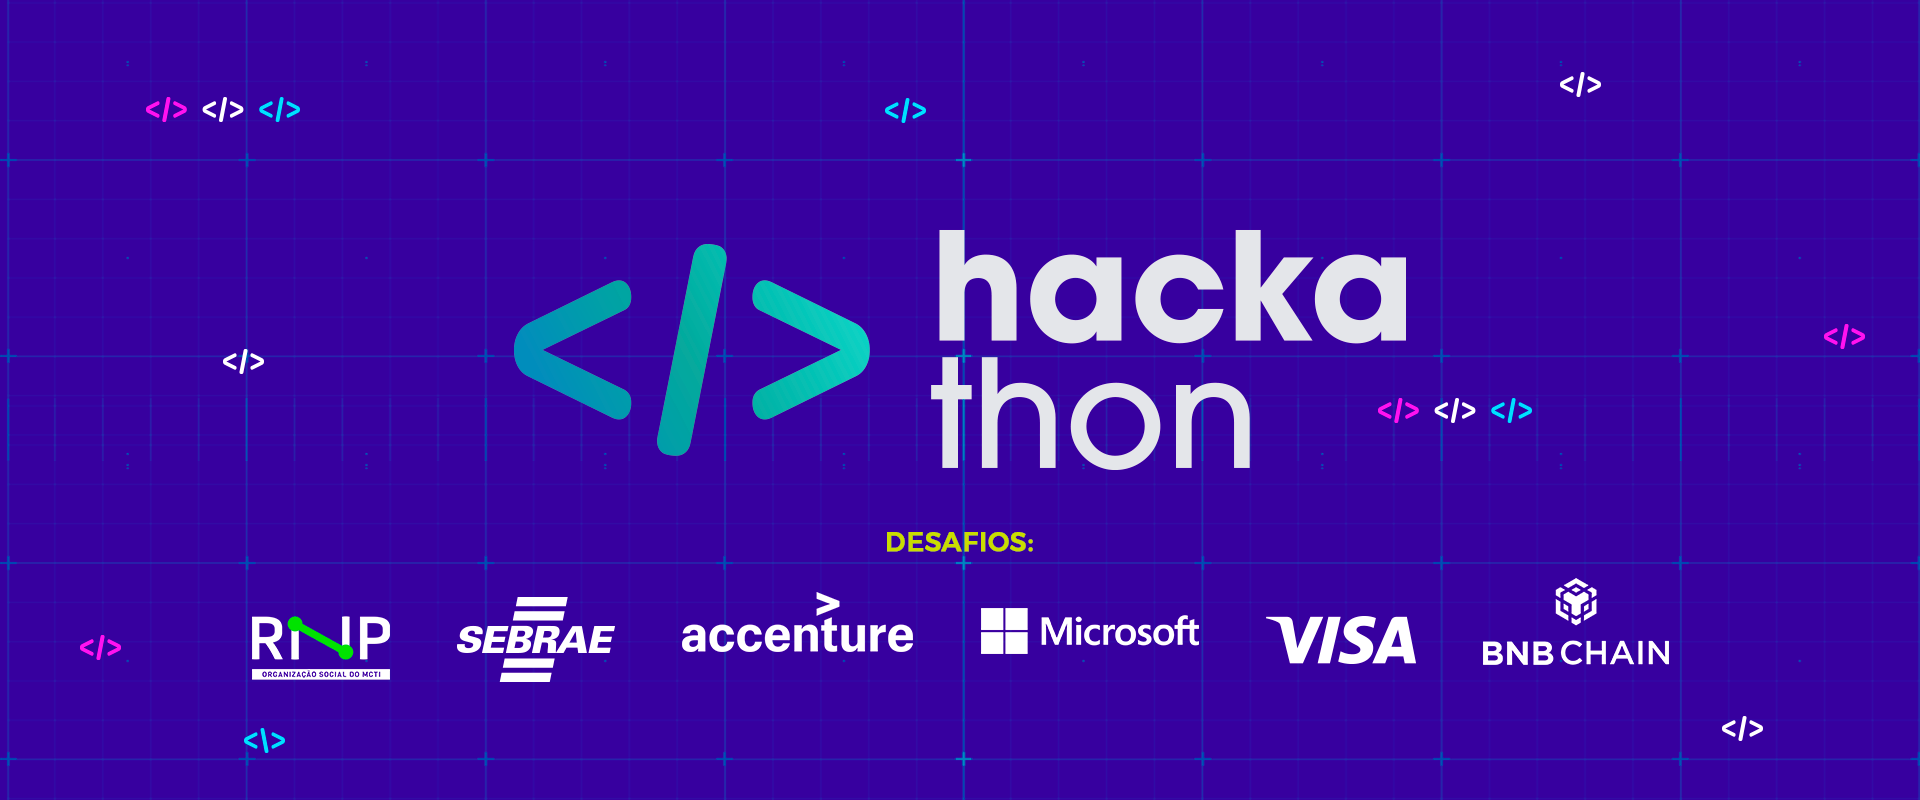 </> </> </>
</>
</>
</> hacka
thon
</>
</>
</> </> </>
DESAFIOS:
RNP
ORGANIZAÇÃO SOCIAL DO MCTI
SEBRAE
accenture
>
Microsoft
VISA
BNB CHAIN
</>
</>
</>